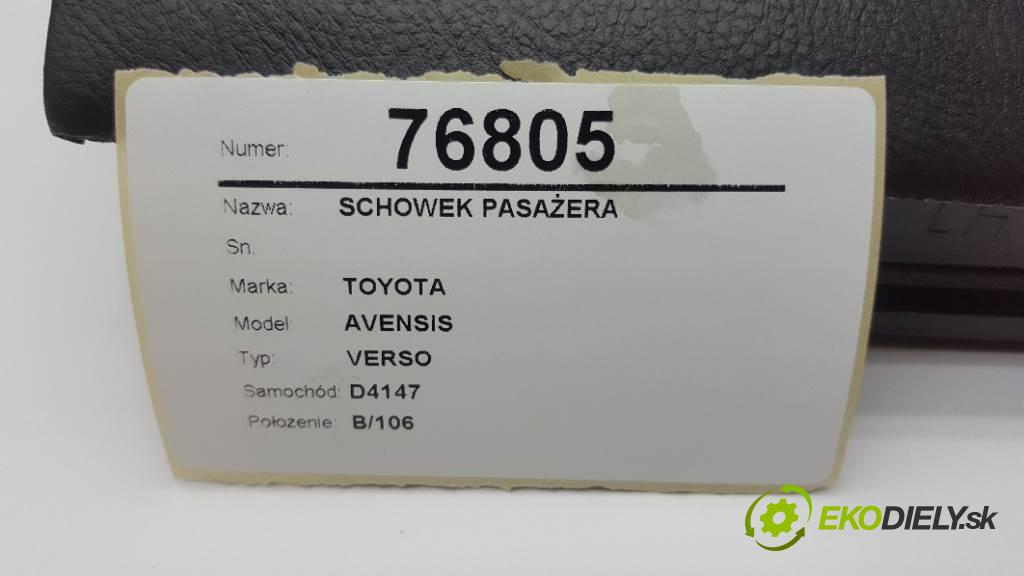 Numer: 76805
Nazwa: SCHOWEK PASAŻERA
Sn.
Marka: TOYOTA
Model: AVENSIS
Typ: VERSO
Samochód: D4147
Położenie: B/106
EKODIELY.sk